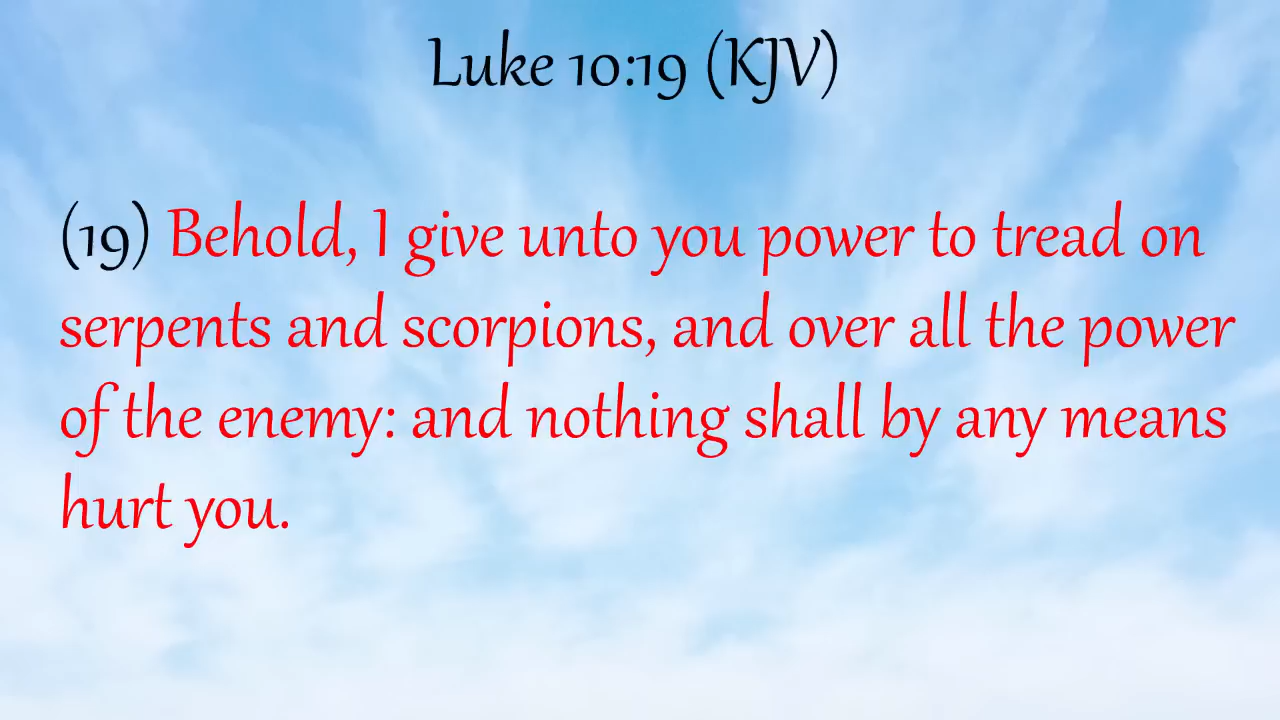 Luke 10:19 (KJV)
(19) Behold, I give unto you power to tread on
serpents and scorpions, and over all the power
of the enemy: and nothing shall by any means
hurt you.